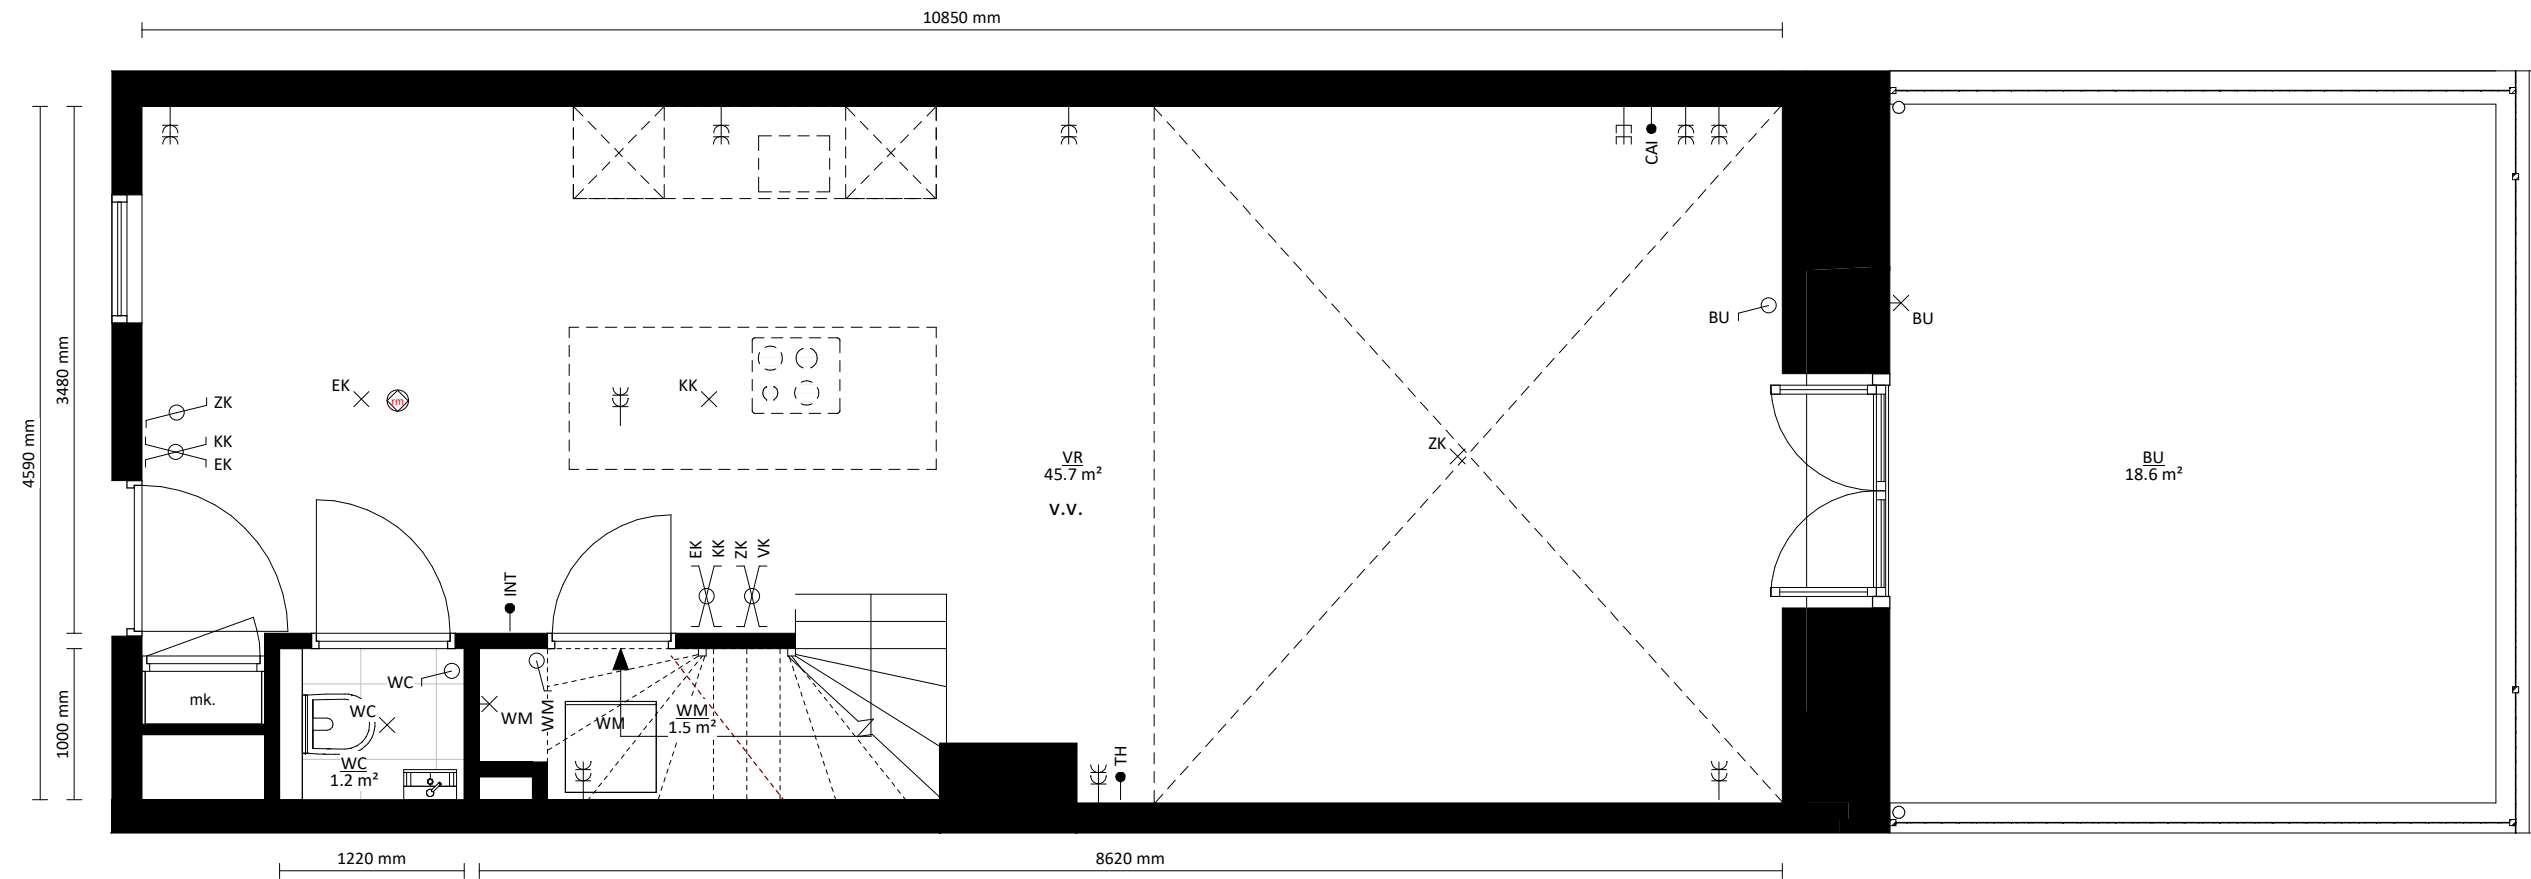 10850 mm
CAI
BU
BU
3480 mm
4590 mm
EK
rm
KK
ZK
KK
EK
ZK
VR
45.7 m²
v.v.
BU
18.6 m²
EK
KK
ZK
VK
INT
mk.
WC
WC
WC
1.2 m²
WM
WM
WM
WM
1.5 m²
TH
1000 mm
1220 mm
8620 mm